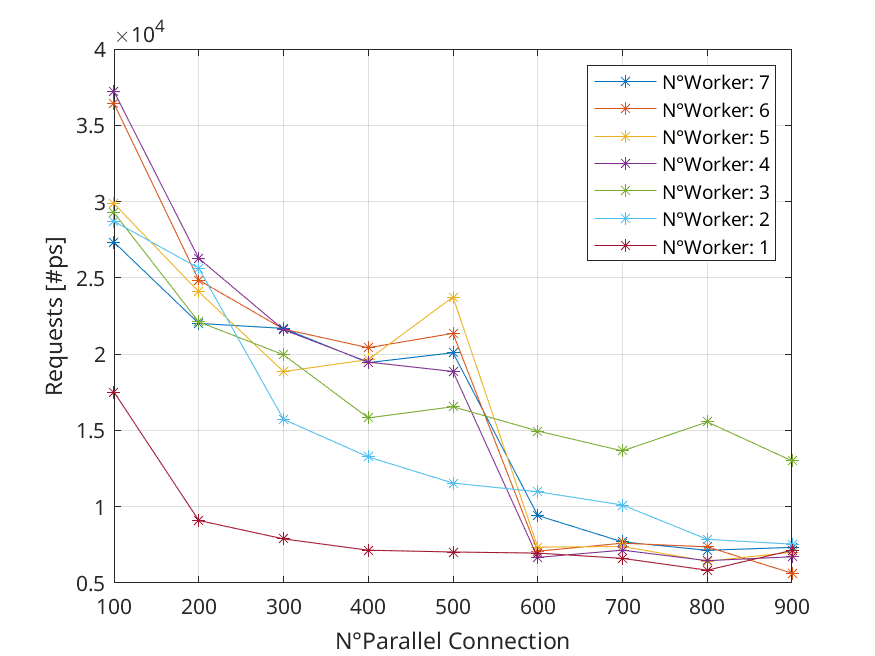 ×10⁴
4
3.5
3
2.5
2
1.5
1
0.5
Requests [#ps]
100 200 300 400 500 600 700 800 900
N°Parallel Connection
N°Worker: 7
N°Worker: 6
N°Worker: 5
N°Worker: 4
N°Worker: 3
N°Worker: 2
N°Worker: 1